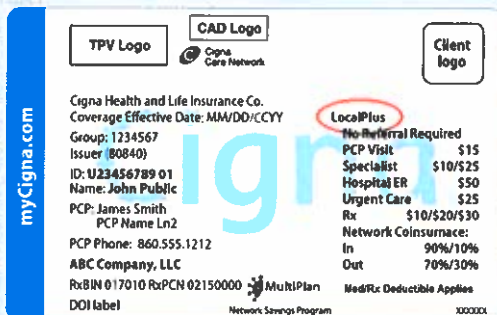 TPV Logo
CAD Logo
Cigna
Care Network
Client
logo
myCigna.com
Cigna
Cigna Health and Life Insurance Co.
Coverage Effective Date: MM/DD/CCYY
Group: 1234567
Issuer (80840)
ID: U23456789 01
Name: John Public
PCP: James Smith
PCP Name Ln2
PCP Phone: 860.555.1212
ABC Company, LLC
RxBIN 017010 RxPCN 02150000
DOI label
MultiPlan
Network Savings Program
LocalPlus
No Referral Required
PCP Visit $15
Specialist $10/$25
Hospital ER $50
Urgent Care $25
Rx $10/$20/$30
Network Coinsurnace:
In 90%/10%
Out 70%/30%
Med/Rx Deductible Applies
XXXXXX